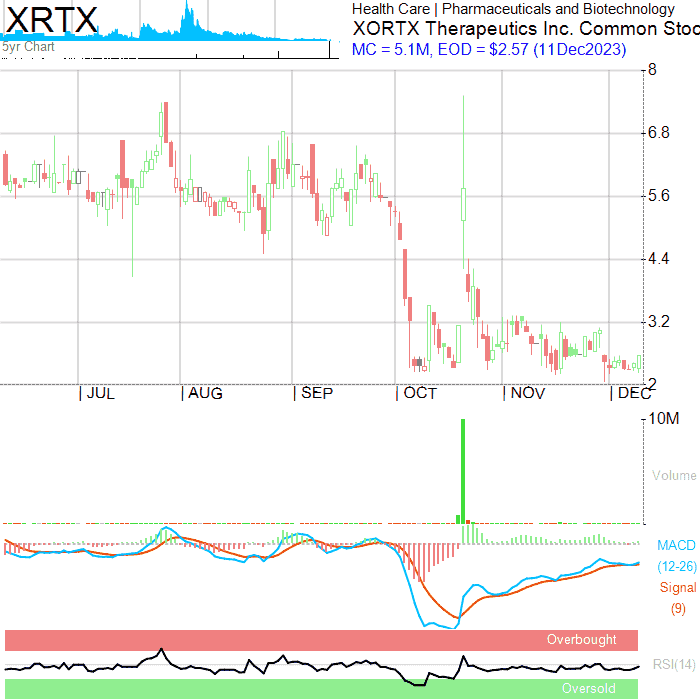 XRTX
5yr Chart
Health Care | Pharmaceuticals and Biotechnology
XORTX Therapeutics Inc. Common Stoc
MC = 5.1M, EOD = $2.57 (11Dec2023)
8
6.8
5.6
4.4
3.2
2
| JUL | AUG | SEP | OCT | NOV | DEC
10M
Volume
MACD
(12-26)
Signal
(9)
Overbought
RSI(14)
Oversold